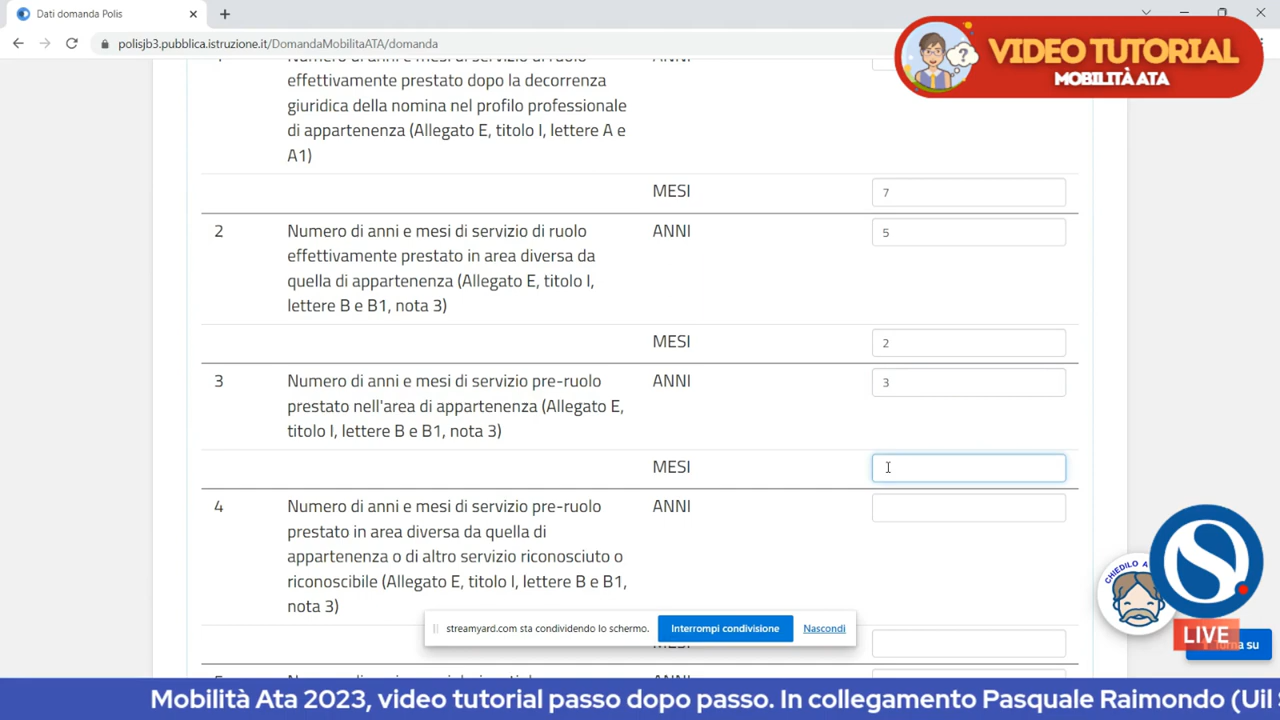 Dati domanda Polis
polisjb3.pubblica.istruzione.it/DomandaMobilitaATA/domanda
VIDEO TUTORIAL
MOBILITÀ ATA
effettivamente prestato dopo la decorrenza
giuridica della nomina nel profilo professionale
di appartenenza (Allegato E, titolo I, lettere A e
A1)
MESI 7
2 Numero di anni e mesi di servizio di ruolo ANNI 5
effettivamente prestato in area diversa da
quella di appartenenza (Allegato E, titolo I,
lettere B e B1, nota 3)
MESI 2
3 Numero di anni e mesi di servizio pre-ruolo ANNI 3
prestato nell'area di appartenenza (Allegato E,
titolo I, lettere B e B1, nota 3)
MESI
4 Numero di anni e mesi di servizio pre-ruolo ANNI
prestato in area diversa da quella di
appartenenza o di altro servizio riconosciuto o
riconoscibile (Allegato E, titolo I, lettere B e B1,
nota 3)
CHIEDILO A
streamyard.com sta condividendo lo schermo. Interrompi condivisione Nascondi
LIVE
su
Mobilità Ata 2023, video tutorial passo dopo passo. In collegamento Pasquale Raimondo (Uil